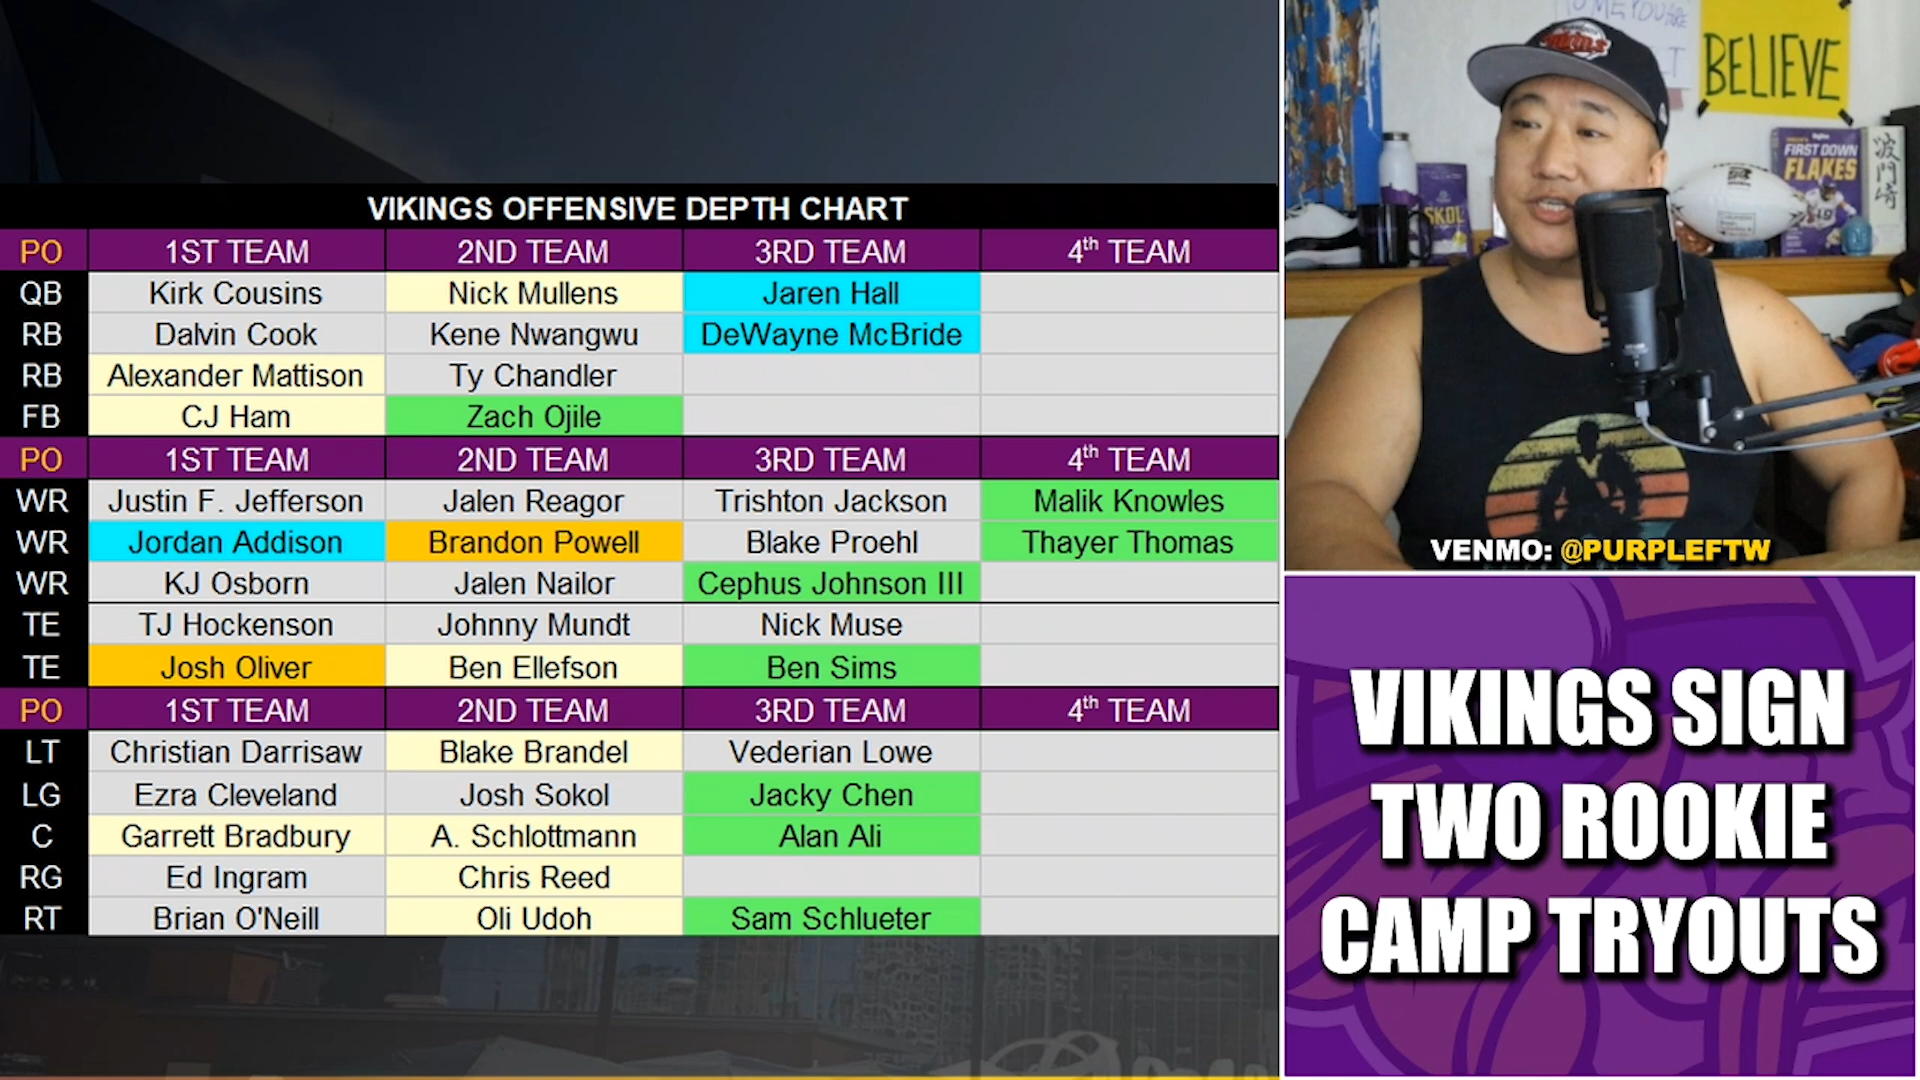 VIKINGS OFFENSIVE DEPTH CHART
PO 1ST TEAM 2ND TEAM 3RD TEAM 4th TEAM
QB Kirk Cousins Nick Mullens Jaren Hall
RB Dalvin Cook Kene Nwangwu DeWayne McBride
RB Alexander Mattison Ty Chandler
FB CJ Ham Zach Ojile
PO 1ST TEAM 2ND TEAM 3RD TEAM 4th TEAM
WR Justin F. Jefferson Jalen Reagor Trishton Jackson Malik Knowles
WR Jordan Addison Brandon Powell Blake Proehl Thayer Thomas
WR KJ Osborn Jalen Nailor Cephus Johnson III
TE TJ Hockenson Johnny Mundt Nick Muse
TE Josh Oliver Ben Ellefson Ben Sims
PO 1ST TEAM 2ND TEAM 3RD TEAM 4th TEAM
LT Christian Darrisaw Blake Brandel Vederian Lowe
LG Ezra Cleveland Josh Sokol Jacky Chen
C Garrett Bradbury A. Schlottmann Alan Ali
RG Ed Ingram Chris Reed
RT Brian O'Neill Oli Udoh Sam Schlueter
BELIEVE
FIRST DOWN
FLAKES
SKOL
VENMO: @PURPLEFTW
VIKINGS SIGN
TWO ROOKIE
CAMP TRYOUTS